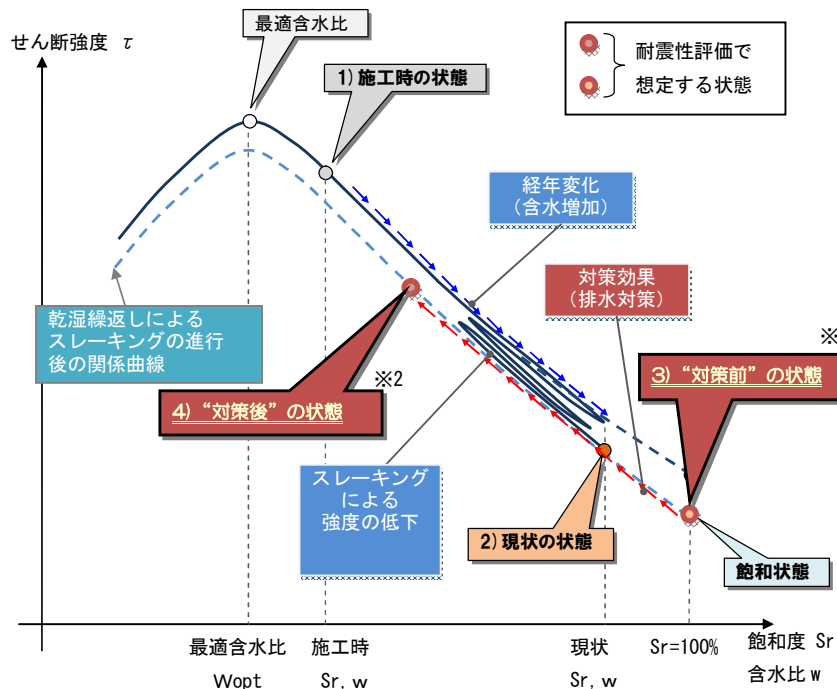 せん断強度 τ
最適含水比
1) 施工時の状態
耐震性評価で
想定する状態
経年変化
（含水増加）
対策効果
（排水対策）
乾湿繰返しによる
スレーキングの進行
後の関係曲線
※2
4) “対策後”の状態
※
3) “対策前”の状態
スレーキング
による
強度の低下
2) 現状の状態
飽和状態
最適含水比
Wopt
施工時
Sr, w
現状
Sr, w
Sr=100%
飽和度 Sr
含水比 w